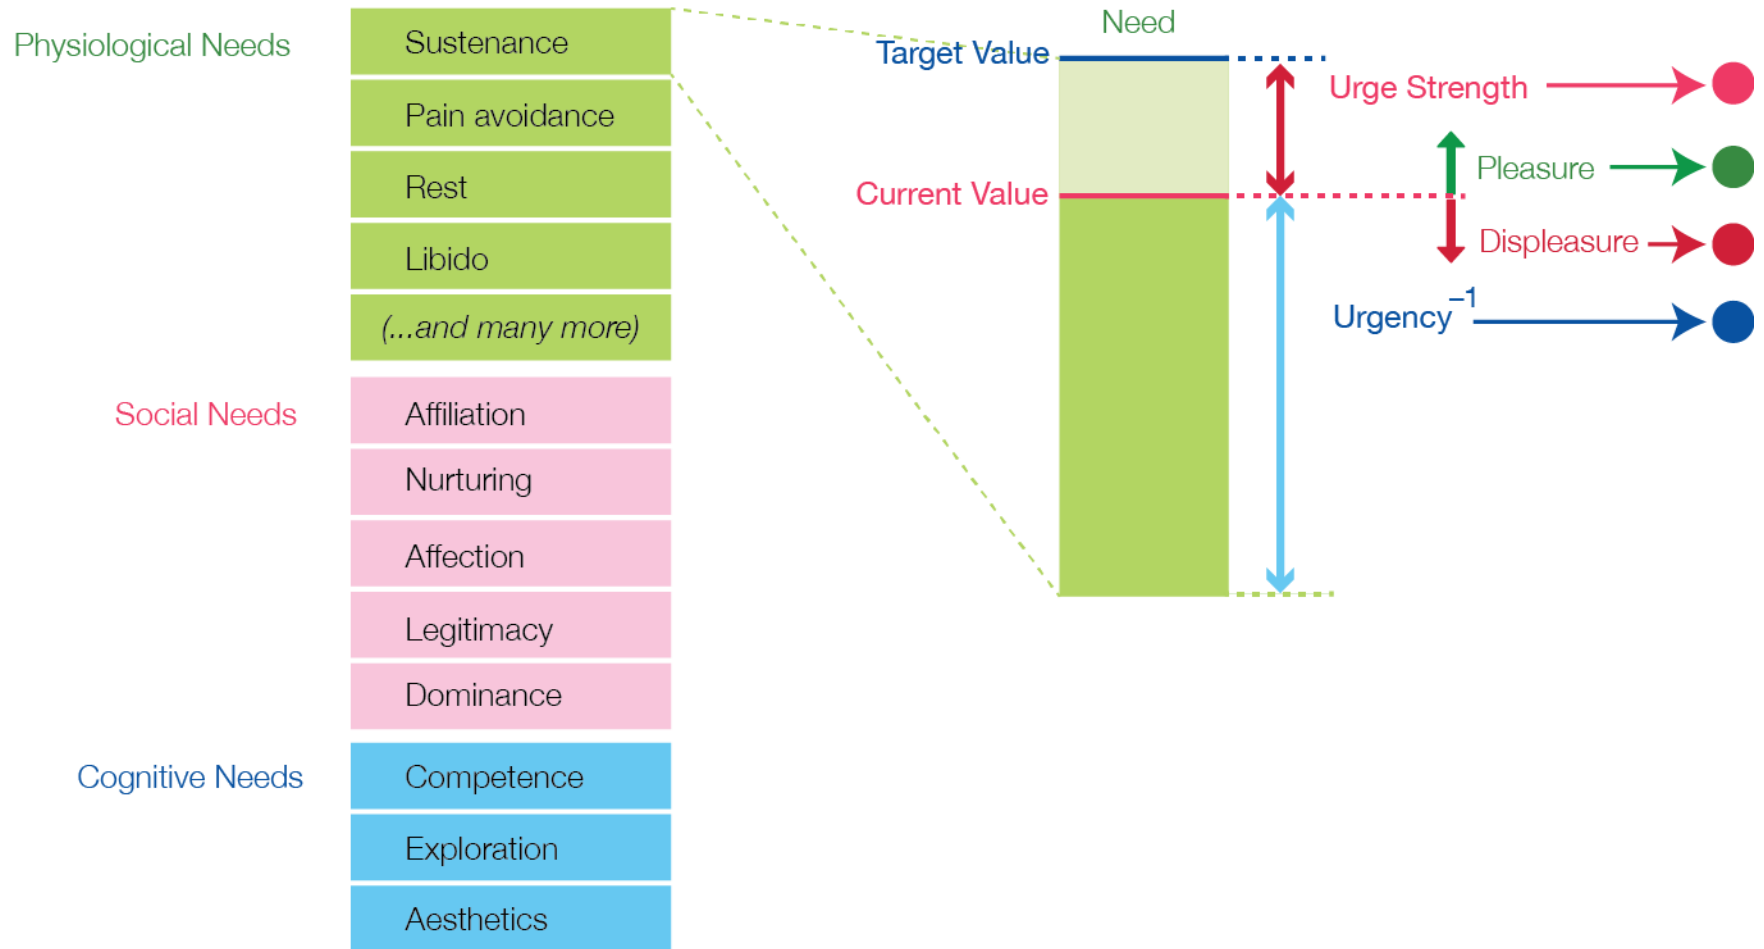 Physiological Needs
Sustenance
Pain avoidance
Rest
Libido
(...and many more)
Social Needs
Affiliation
Nurturing
Affection
Legitimacy
Dominance
Cognitive Needs
Competence
Exploration
Aesthetics
Need
Target Value
Current Value
Urge Strength
Pleasure
Displeasure
Urgency⁻¹